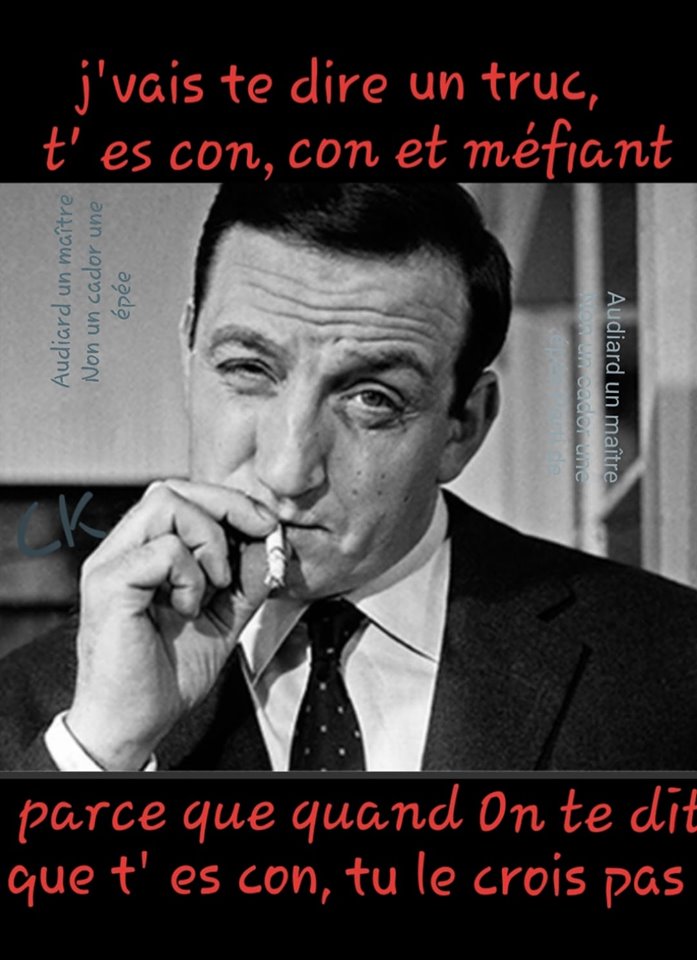 j'vais te dire un truc,
t' es con, con et méfiant
Audiard un maître
Non un cador une
épée
Audiard un maître
Non un cador une
CK
parce que quand On te dît
que t' es con, tu le crois pas